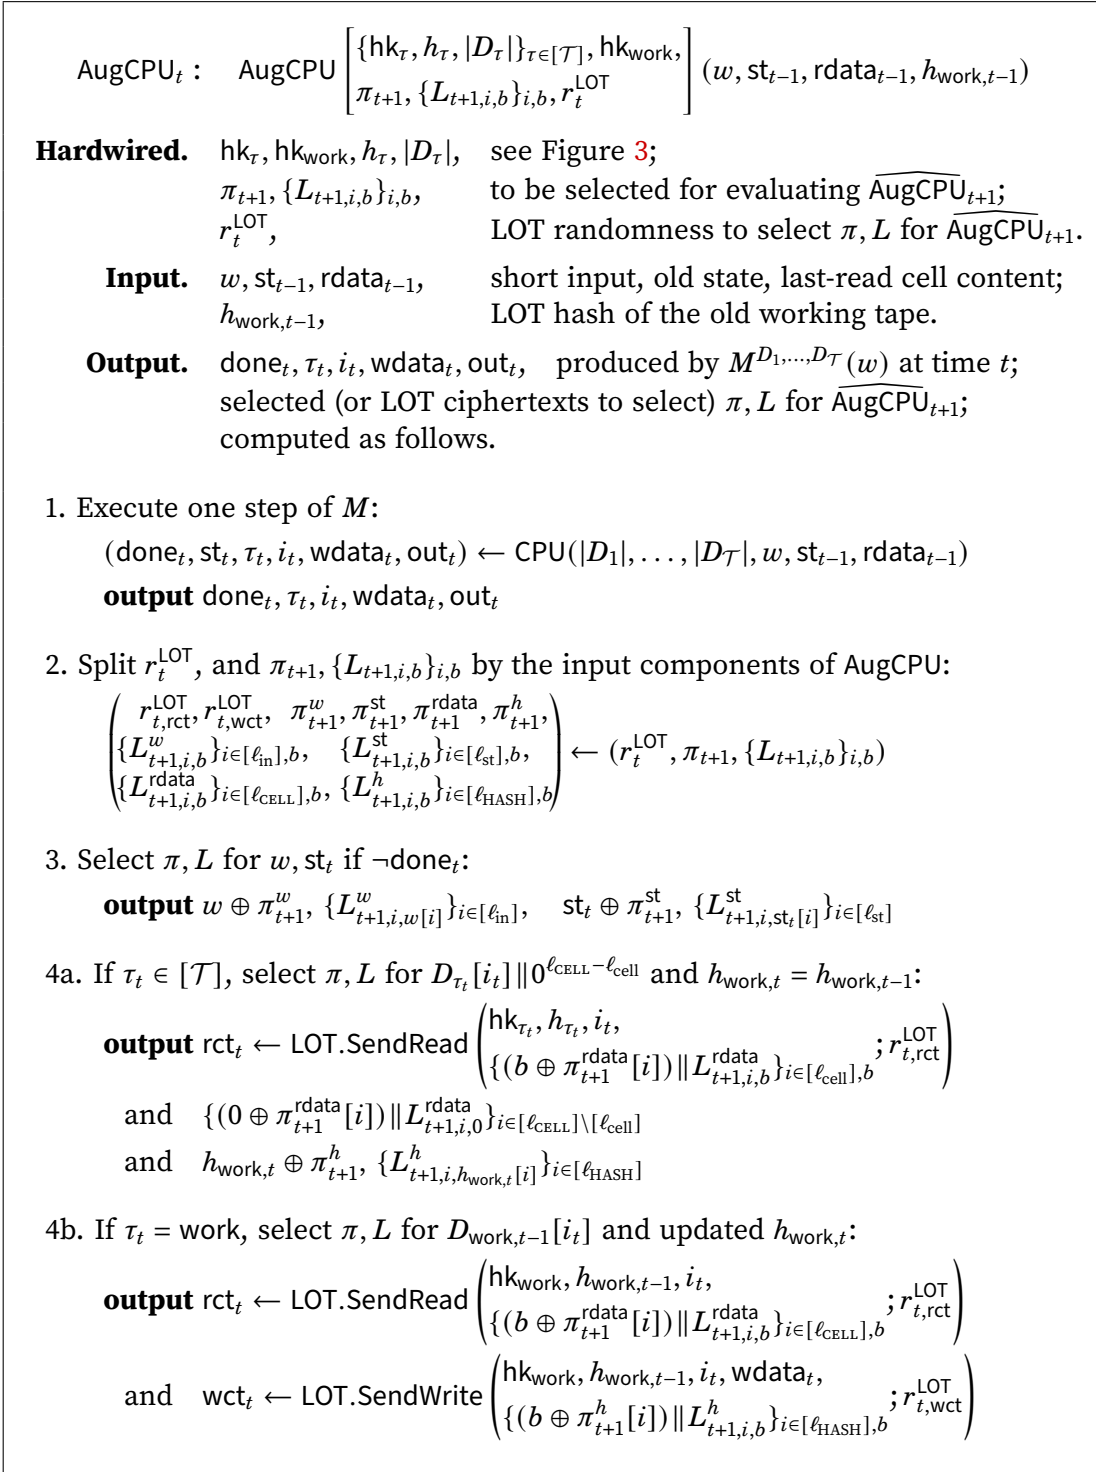 AugCPUₜ : AugCPU [{hk_τ, h_τ, |D_τ|}_{τ∈[𝒯]}, hk_work,
π_{t+1}, {L_{t+1,i,b}}_{i,b}, r_t^LOT] (w, st_{t−1}, rdata_{t−1}, h_{work,t−1})
Hardwired. hk_τ, hk_work, h_τ, |D_τ|, see Figure 3;
π_{t+1}, {L_{t+1,i,b}}_{i,b}, to be selected for evaluating \widehat{AugCPU}_{t+1};
r_t^LOT, LOT randomness to select π, L for \widehat{AugCPU}_{t+1}.
Input. w, st_{t−1}, rdata_{t−1}, short input, old state, last-read cell content;
h_{work,t−1}, LOT hash of the old working tape.
Output. done_t, τ_t, i_t, wdata_t, out_t, produced by M^{D_1,...,D_𝒯}(w) at time t;
selected (or LOT ciphertexts to select) π, L for \widehat{AugCPU}_{t+1};
computed as follows.
1. Execute one step of M:
(done_t, st_t, τ_t, i_t, wdata_t, out_t) ← CPU(|D_1|, . . . , |D_𝒯|, w, st_{t−1}, rdata_{t−1})
output done_t, τ_t, i_t, wdata_t, out_t
2. Split r_t^LOT, and π_{t+1}, {L_{t+1,i,b}}_{i,b} by the input components of AugCPU:
(r_{t,rct}^LOT, r_{t,wct}^LOT, π_{t+1}^w, π_{t+1}^st, π_{t+1}^rdata, π_{t+1}^h,
{L_{t+1,i,b}^w}_{i∈[ℓ_in],b}, {L_{t+1,i,b}^st}_{i∈[ℓ_st],b},
{L_{t+1,i,b}^rdata}_{i∈[ℓ_CELL],b}, {L_{t+1,i,b}^h}_{i∈[ℓ_HASH],b}) ← (r_t^LOT, π_{t+1}, {L_{t+1,i,b}}_{i,b})
3. Select π, L for w, st_t if ¬done_t:
output w ⊕ π_{t+1}^w, {L_{t+1,i,w[i]}^w}_{i∈[ℓ_in]}, st_t ⊕ π_{t+1}^st, {L_{t+1,i,st_t[i]}^st}_{i∈[ℓ_st]}
4a. If τ_t ∈ [𝒯], select π, L for D_{τ_t}[i_t]‖0^{ℓ_CELL−ℓ_cell} and h_{work,t} = h_{work,t−1}:
output rct_t ← LOT.SendRead (hk_{τ_t}, h_{τ_t}, i_t,
{(b ⊕ π_{t+1}^rdata[i])‖L_{t+1,i,b}^rdata}_{i∈[ℓ_cell],b}; r_{t,rct}^LOT)
and {(0 ⊕ π_{t+1}^rdata[i])‖L_{t+1,i,0}^rdata}_{i∈[ℓ_CELL]\[ℓ_cell]}
and h_{work,t} ⊕ π_{t+1}^h, {L_{t+1,i,h_{work,t}[i]}^h}_{i∈[ℓ_HASH]}
4b. If τ_t = work, select π, L for D_{work,t−1}[i_t] and updated h_{work,t}:
output rct_t ← LOT.SendRead (hk_work, h_{work,t−1}, i_t,
{(b ⊕ π_{t+1}^rdata[i])‖L_{t+1,i,b}^rdata}_{i∈[ℓ_CELL],b}; r_{t,rct}^LOT)
and wct_t ← LOT.SendWrite (hk_work, h_{work,t−1}, i_t, wdata_t,
{(b ⊕ π_{t+1}^h[i])‖L_{t+1,i,b}^h}_{i∈[ℓ_HASH],b}; r_{t,wct}^LOT)